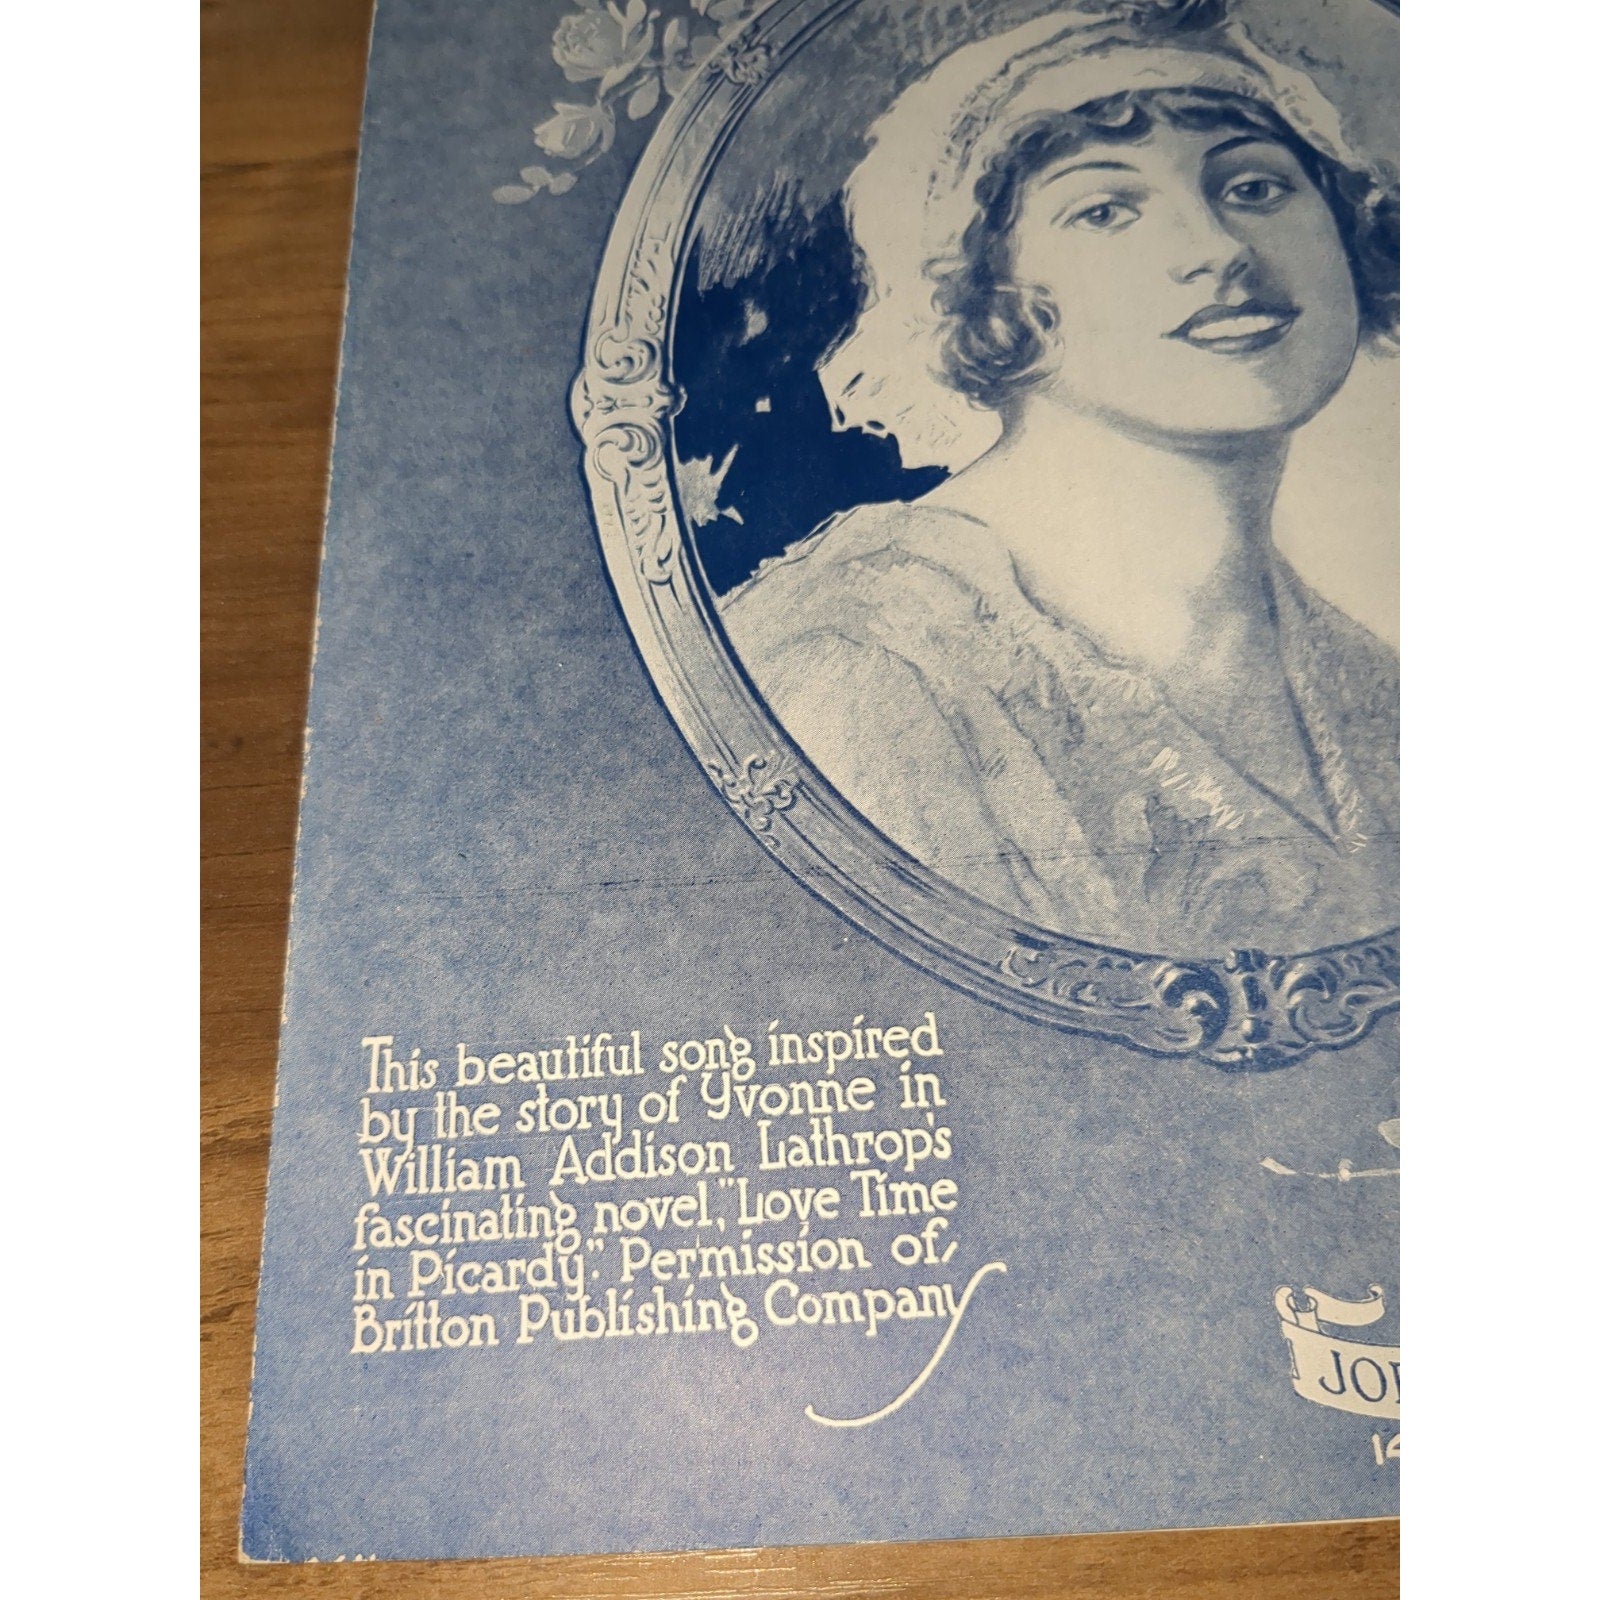 This beautiful song inspired
by the story of Yvonne in
William Addison Lathrop's
fascinating novel, "Love Time
in Picardy." Permission of,
Britton Publishing Company
14